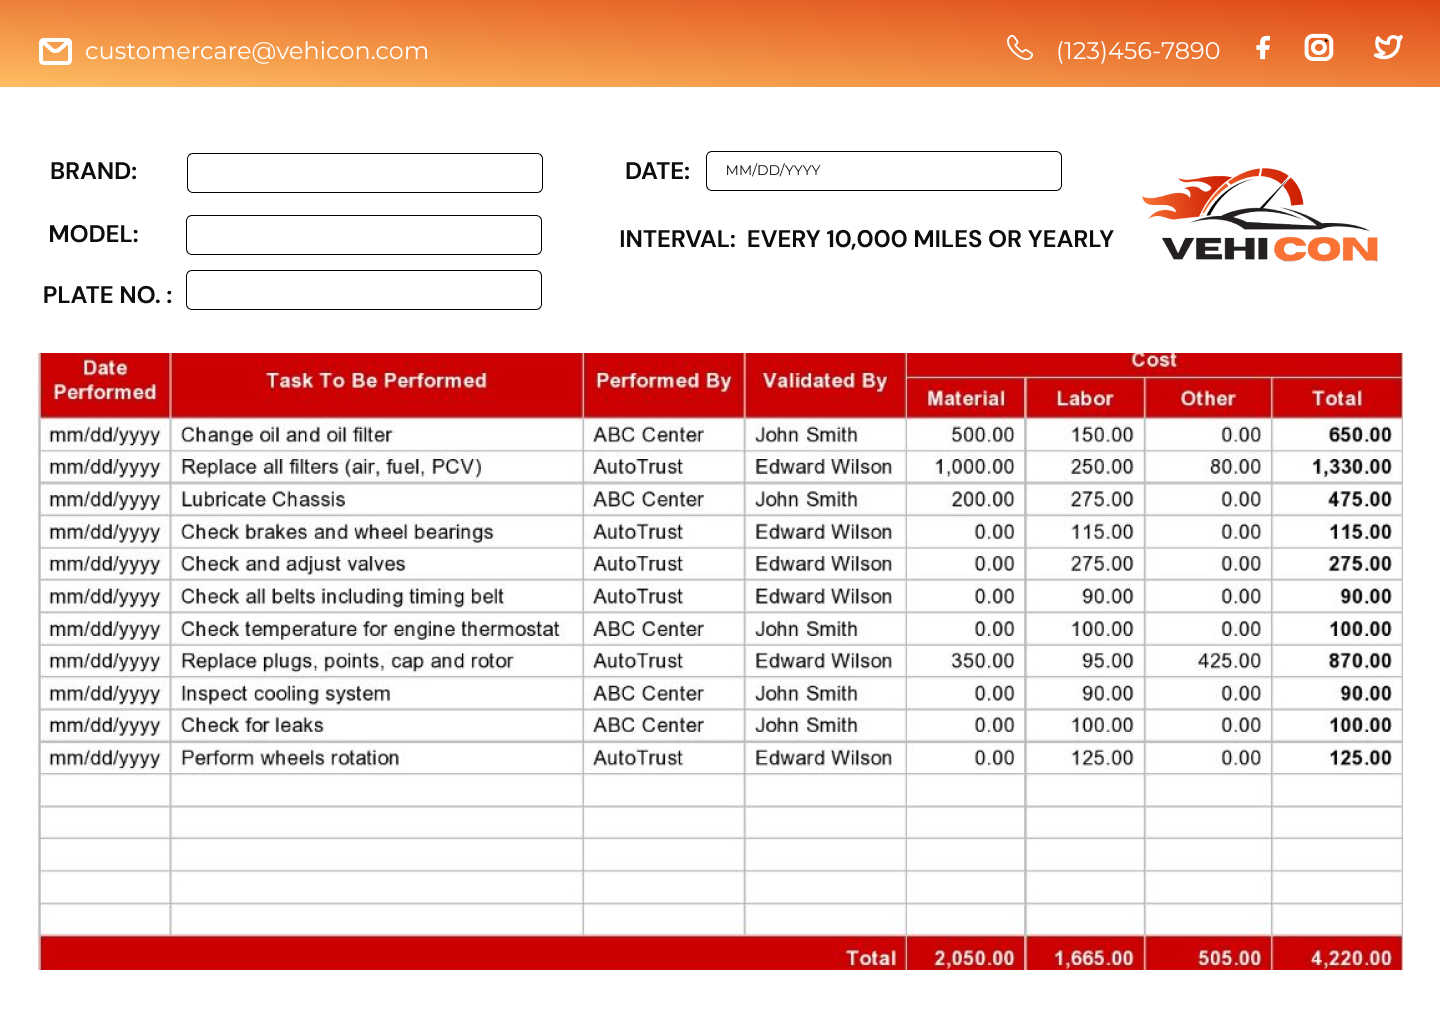 customercare@vehicon.com (123)456-7890
BRAND:
DATE: MM/DD/YYYY
MODEL:
INTERVAL: EVERY 10,000 MILES OR YEARLY
VEHICON
PLATE NO. :
Date Performed Task To Be Performed Performed By Validated By Cost
Material Labor Other Total
mm/dd/yyyy Change oil and oil filter ABC Center John Smith 500.00 150.00 0.00 650.00
mm/dd/yyyy Replace all filters (air, fuel, PCV) AutoTrust Edward Wilson 1,000.00 250.00 80.00 1,330.00
mm/dd/yyyy Lubricate Chassis ABC Center John Smith 200.00 275.00 0.00 475.00
mm/dd/yyyy Check brakes and wheel bearings AutoTrust Edward Wilson 0.00 115.00 0.00 115.00
mm/dd/yyyy Check and adjust valves AutoTrust Edward Wilson 0.00 275.00 0.00 275.00
mm/dd/yyyy Check all belts including timing belt AutoTrust Edward Wilson 0.00 90.00 0.00 90.00
mm/dd/yyyy Check temperature for engine thermostat ABC Center John Smith 0.00 100.00 0.00 100.00
mm/dd/yyyy Replace plugs, points, cap and rotor AutoTrust Edward Wilson 350.00 95.00 425.00 870.00
mm/dd/yyyy Inspect cooling system ABC Center John Smith 0.00 90.00 0.00 90.00
mm/dd/yyyy Check for leaks ABC Center John Smith 0.00 100.00 0.00 100.00
mm/dd/yyyy Perform wheels rotation AutoTrust Edward Wilson 0.00 125.00 0.00 125.00
Total 2,050.00 1,665.00 505.00 4,220.00